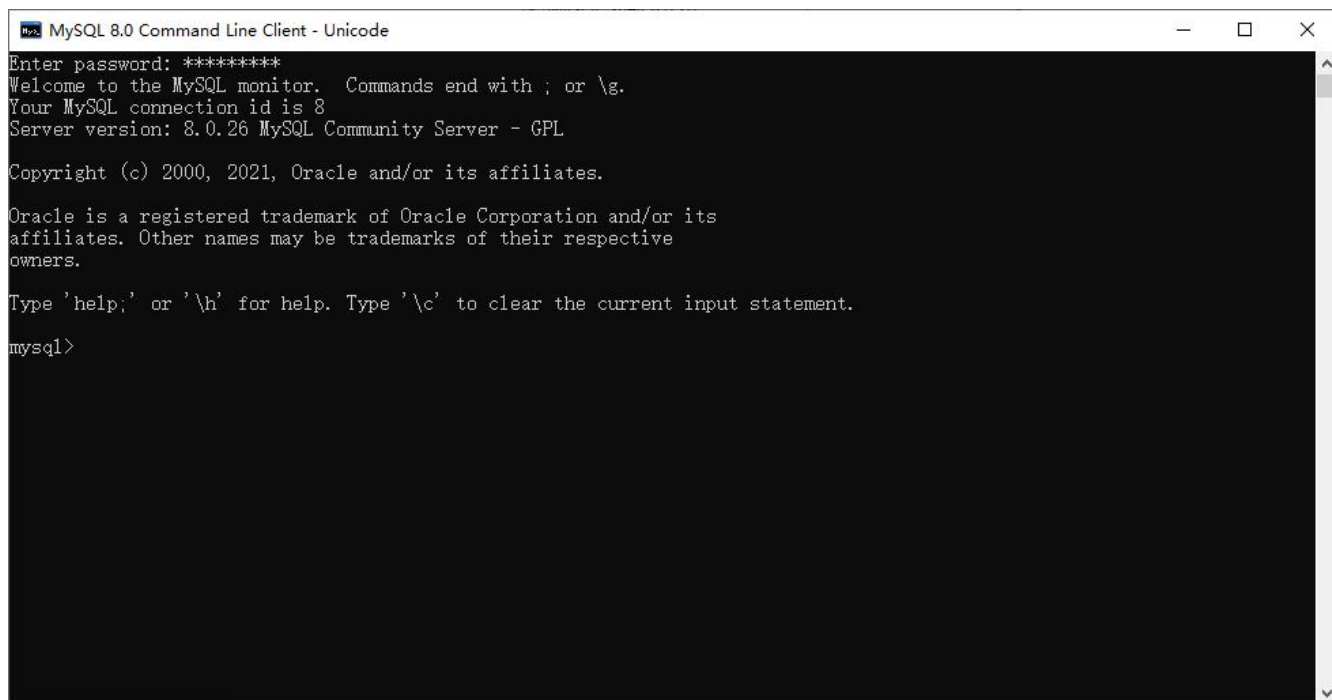 MySQL 8.0 Command Line Client - Unicode
Enter password: *********
Welcome to the MySQL monitor.  Commands end with ; or \g.
Your MySQL connection id is 8
Server version: 8.0.26 MySQL Community Server - GPL
Copyright (c) 2000, 2021, Oracle and/or its affiliates.
Oracle is a registered trademark of Oracle Corporation and/or its
affiliates. Other names may be trademarks of their respective
owners.
Type 'help;' or '\h' for help. Type '\c' to clear the current input statement.
mysql>